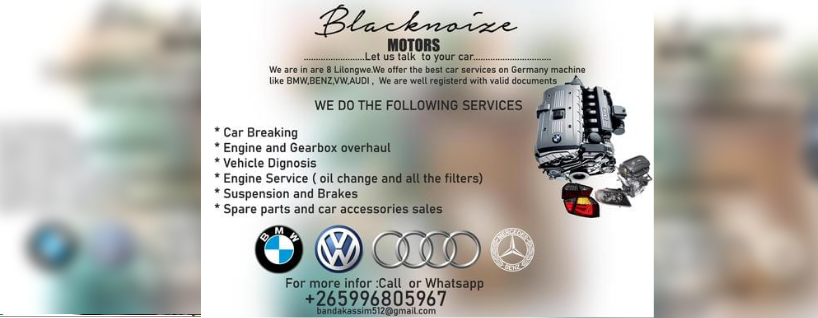 Blacknoize
MOTORS
........................Let us talk to your car..............................
We are in are 8 Lilongwe.We offer the best car services on Germany machine
like BMW,BENZ,VW,AUDI , We are well registerd with valid documents
WE DO THE FOLLOWING SERVICES
* Car Breaking
* Engine and Gearbox overhaul
* Vehicle Dignosis
* Engine Service ( oil change and all the filters)
* Suspension and Brakes
* Spare parts and car accessories sales
BMW
MERCEDES
BENZ
For more infor :Call or Whatsapp
+265996805967
bandakassim512@gmail.com